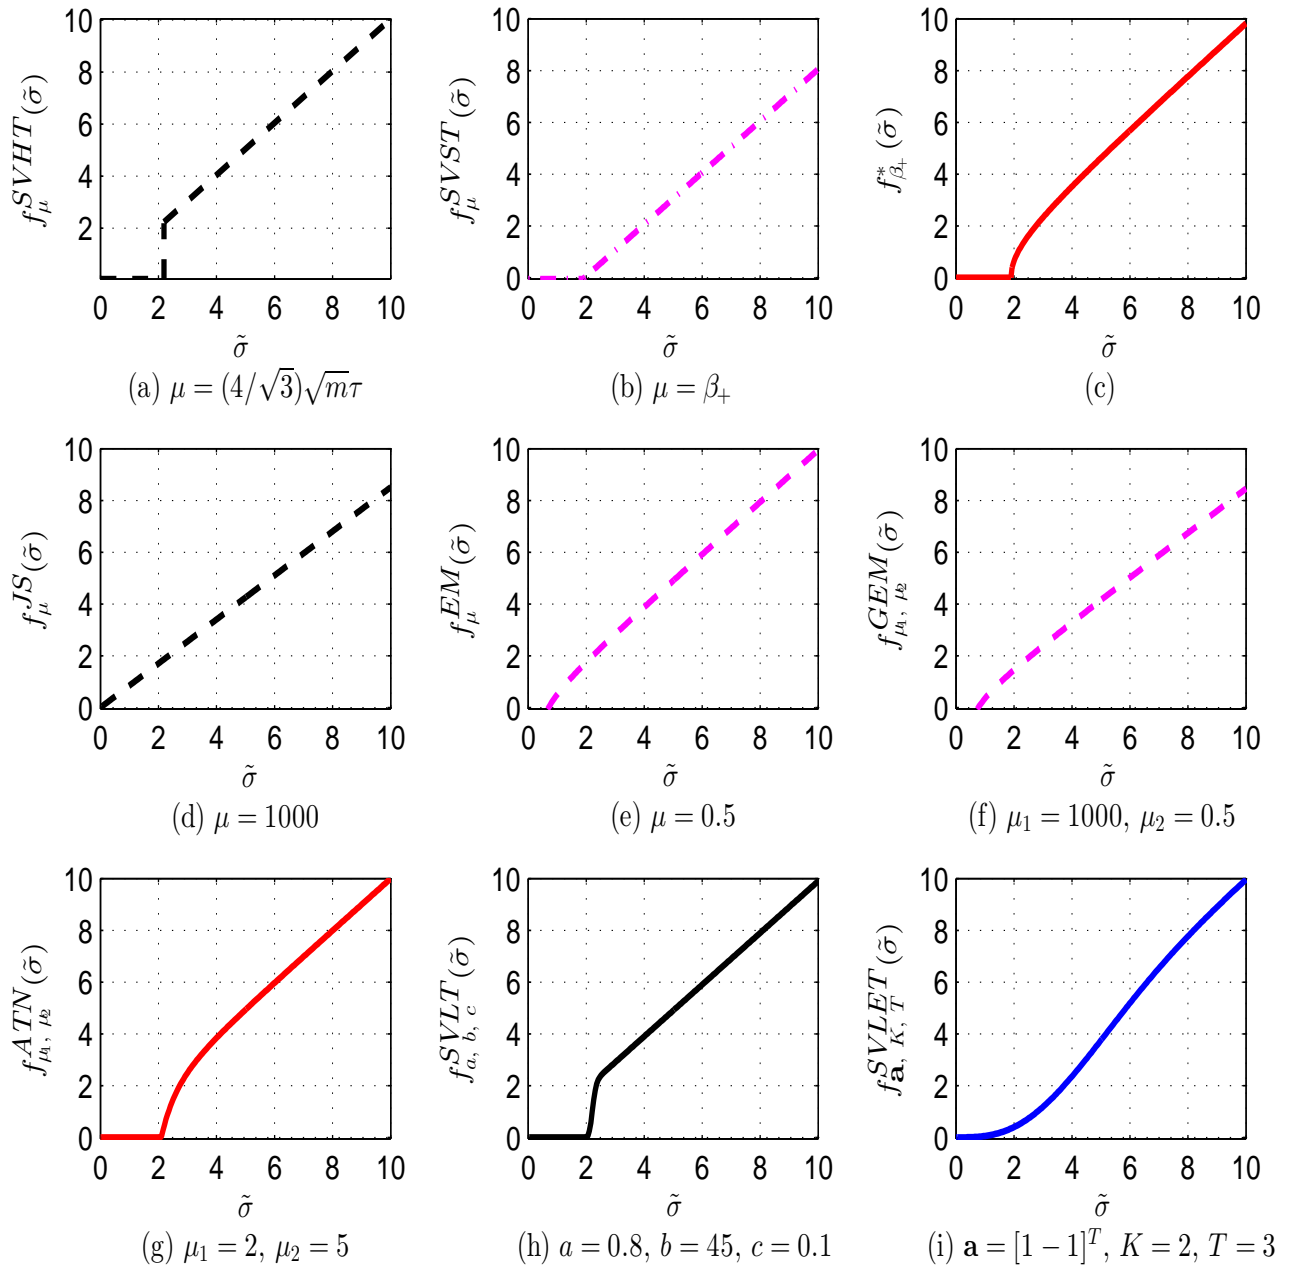 f_μ^{SVHT}(σ̃)
10
8
6
4
2
0 2 4 6 8 10
σ̃
(a) μ = (4/√3)√mτ
f_μ^{SVST}(σ̃)
10
8
6
4
2
0
0 2 4 6 8 10
σ̃
(b) μ = β₊
f*_{β₊}(σ̃)
10
8
6
4
2
0
0 2 4 6 8 10
σ̃
(c)
f_μ^{JS}(σ̃)
10
8
6
4
2
0
0 2 4 6 8 10
σ̃
(d) μ = 1000
f_μ^{EM}(σ̃)
10
8
6
4
2
0
0 2 4 6 8 10
σ̃
(e) μ = 0.5
f_{μ₁, μ₂}^{GEM}(σ̃)
10
8
6
4
2
0
0 2 4 6 8 10
σ̃
(f) μ₁ = 1000, μ₂ = 0.5
f_{μ₁, μ₂}^{ATN}(σ̃)
10
8
6
4
2
0
0 2 4 6 8 10
σ̃
(g) μ₁ = 2, μ₂ = 5
f_{a, b, c}^{SVLT}(σ̃)
10
8
6
4
2
0
0 2 4 6 8 10
σ̃
(h) a = 0.8, b = 45, c = 0.1
f_{𝐚, K, T}^{SVLET}(σ̃)
10
8
6
4
2
0
0 2 4 6 8 10
σ̃
(i) 𝐚 = [1 − 1]^T, K = 2, T = 3